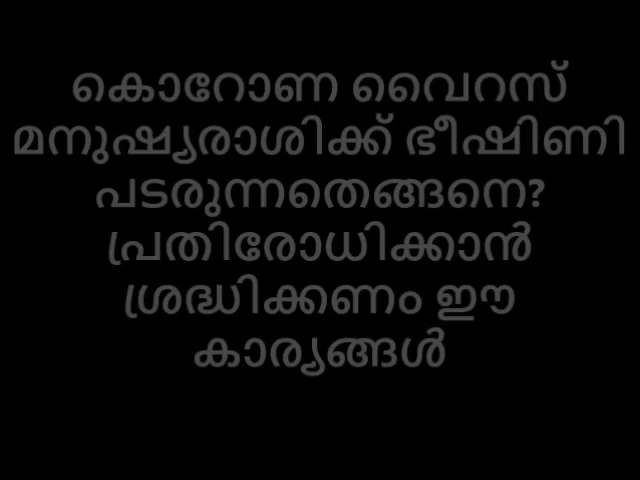 കൊറോണ വൈറസ്
മനുഷ്യരാശിക്ക് ഭീഷിണി
പടരുന്നതെങ്ങനെ?
പ്രതിരോധിക്കാൻ
ശ്രദ്ധിക്കണം ഈ
കാര്യങ്ങൾ